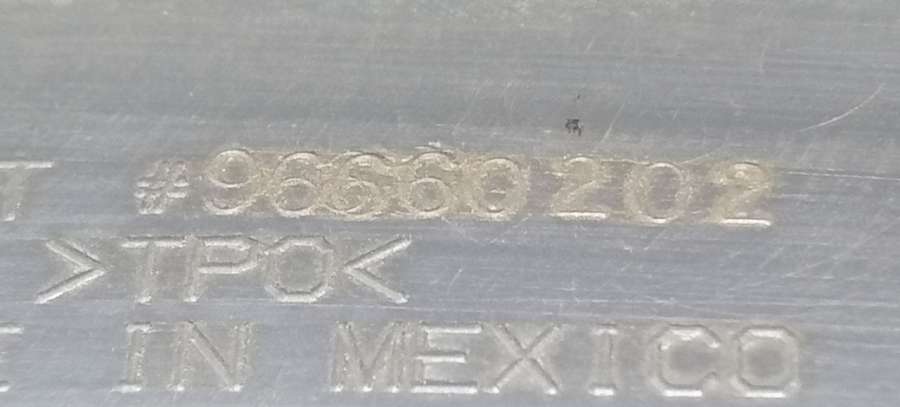 T #96660202
>TPO<
E IN MEXICO